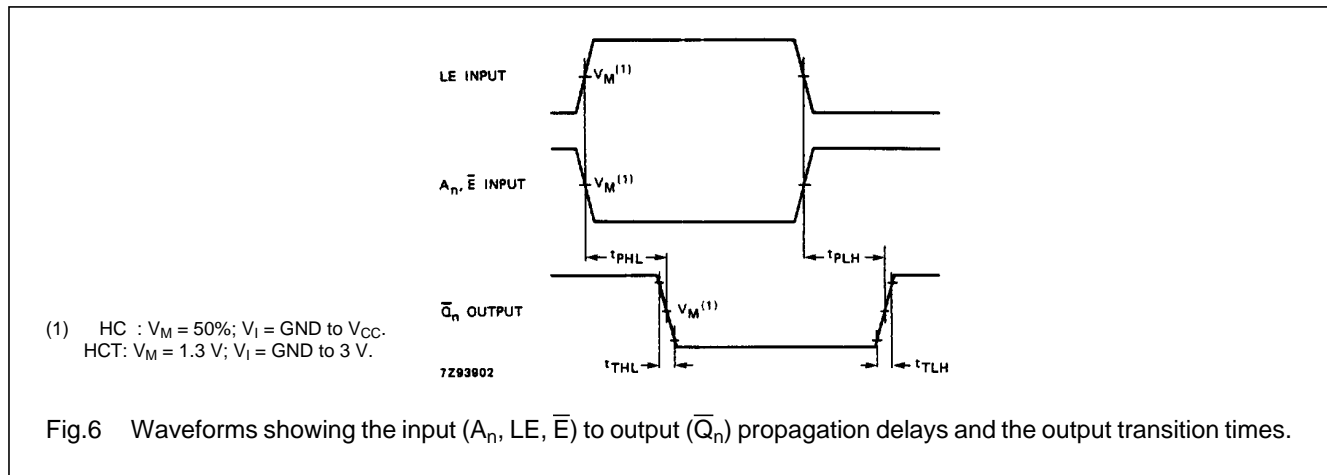 LE INPUT
V_M^(1)
A_n, E̅ INPUT
V_M^(1)
t_PHL
t_PLH
Q̅_n OUTPUT
V_M^(1)
(1) HC : V_M = 50%; V_I = GND to V_CC.
HCT: V_M = 1.3 V; V_I = GND to 3 V.
t_THL
t_TLH
7Z93902
Fig.6 Waveforms showing the input (A_n, LE, E̅) to output (Q̅_n) propagation delays and the output transition times.